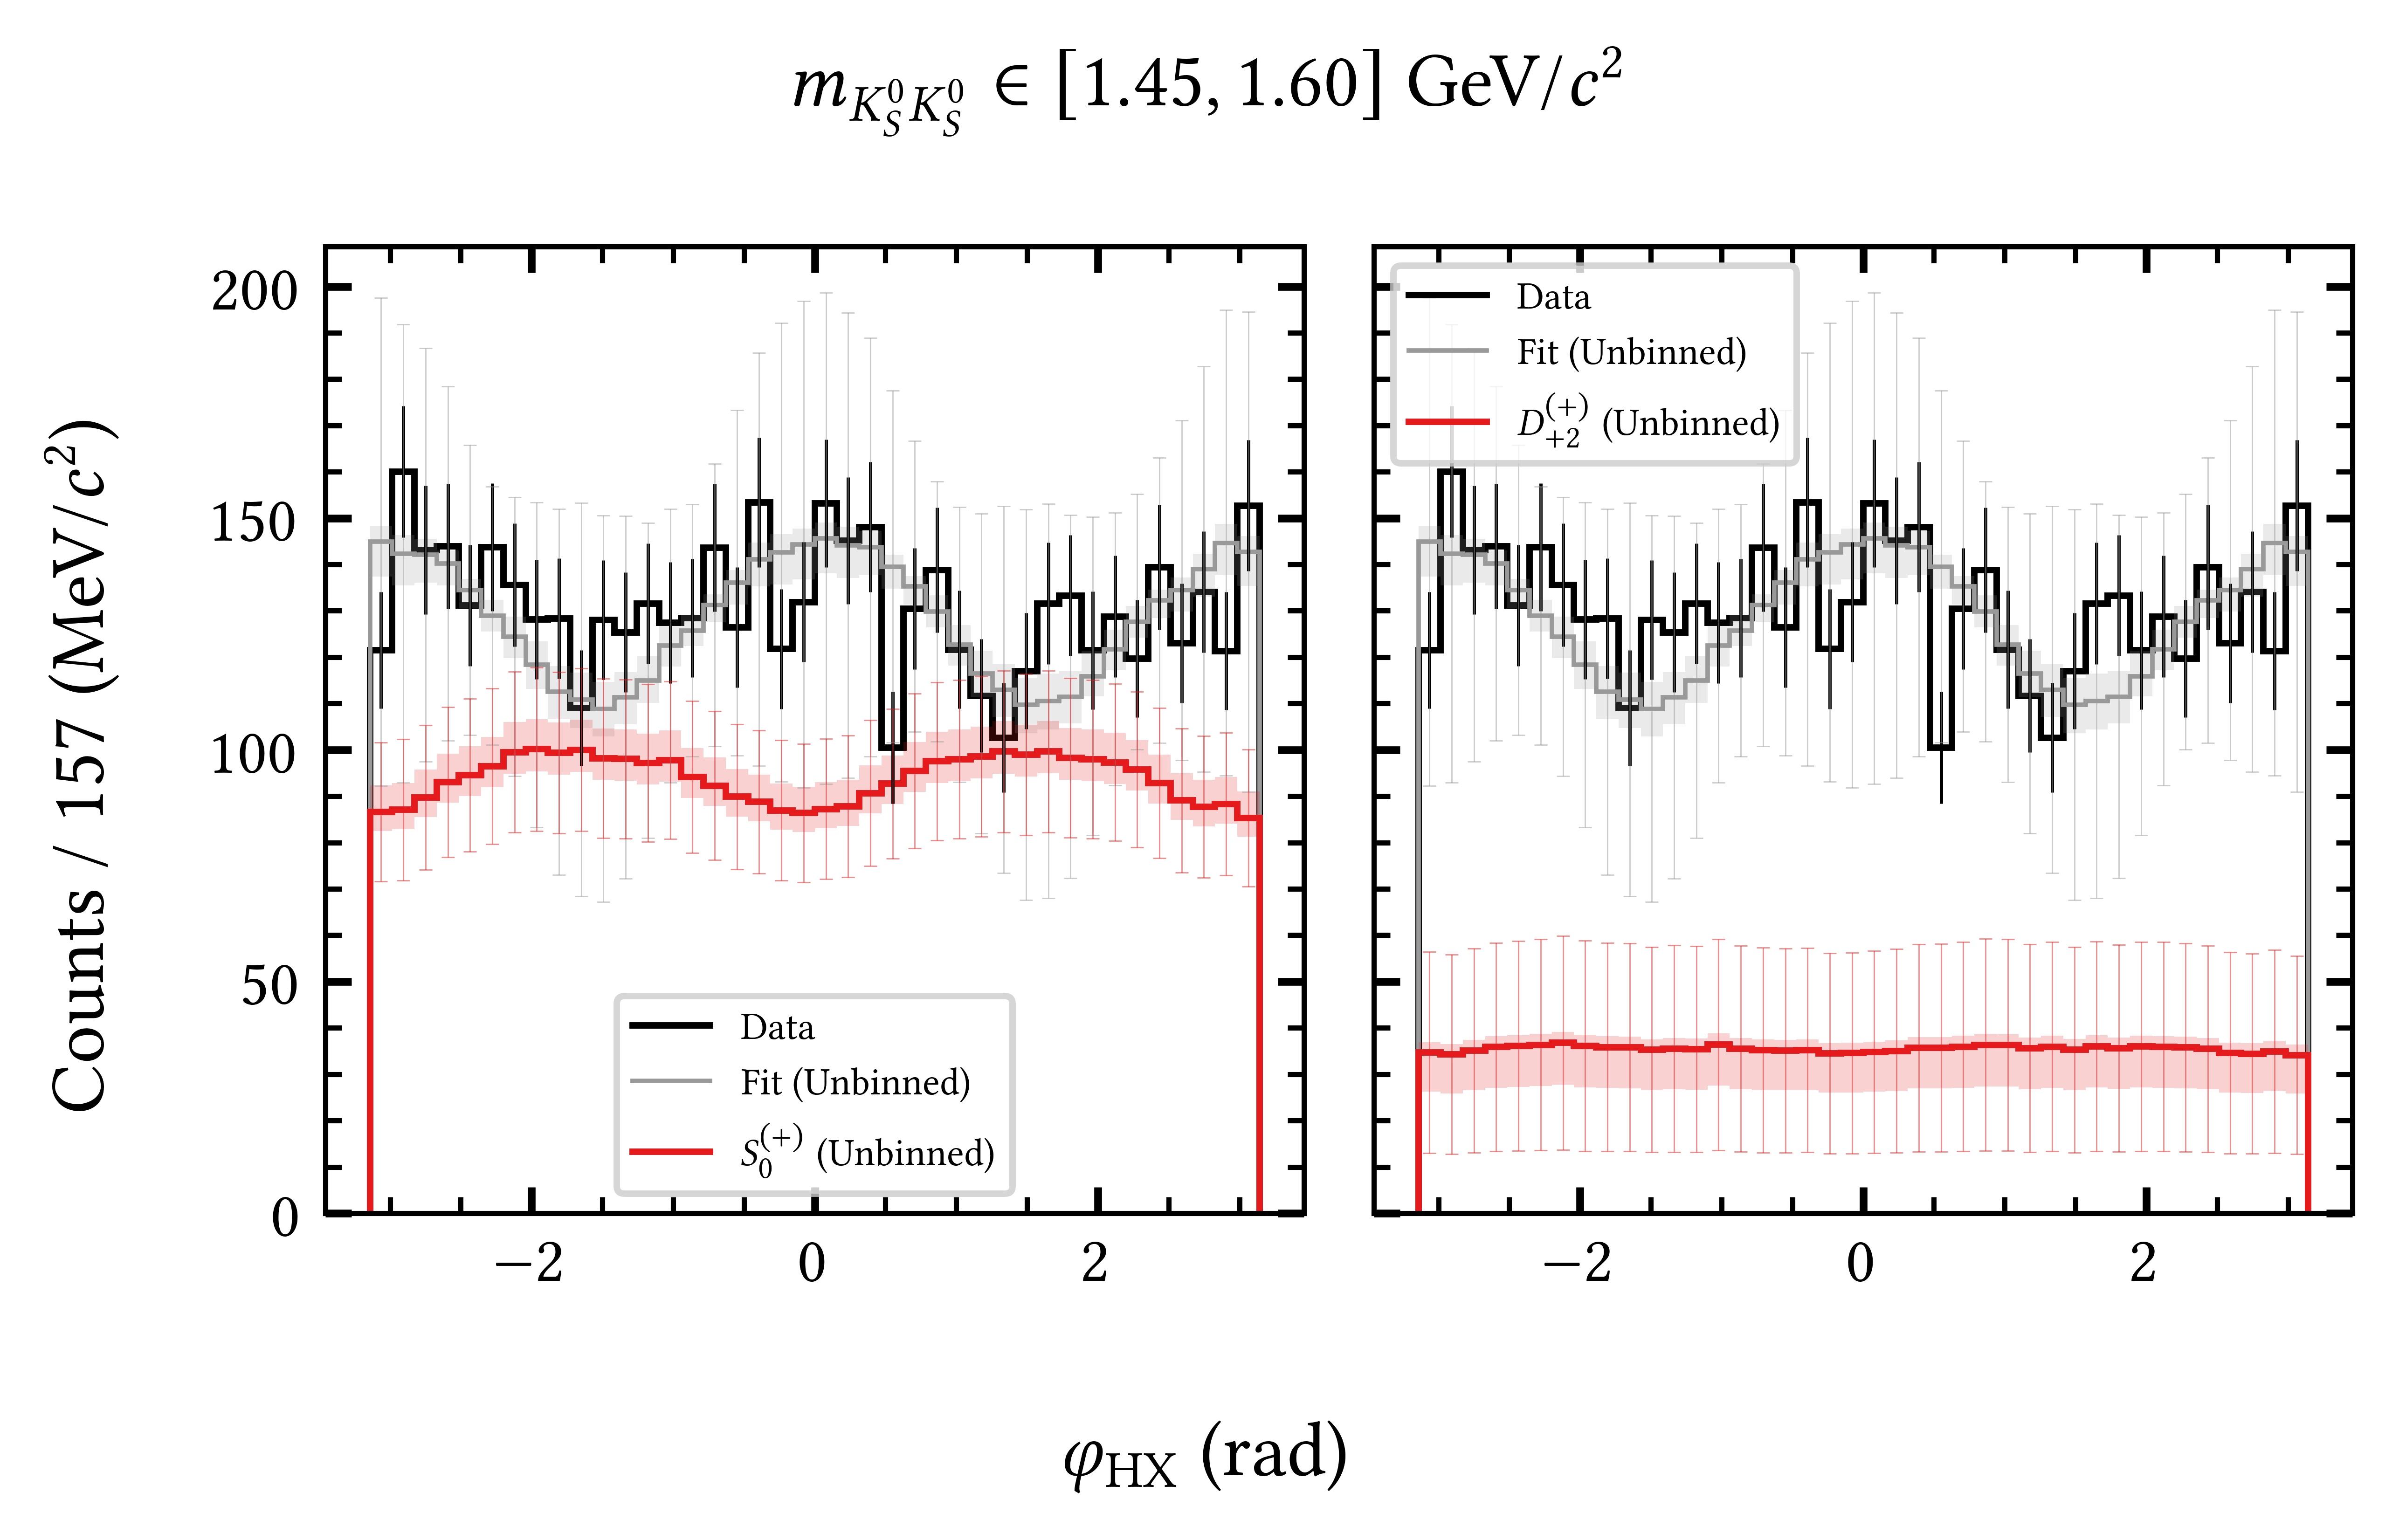 m_{K_S^0 K_S^0} ∈ [1.45, 1.60] GeV/c²
Counts / 157 (MeV/c²)
200
150
100
50
0
Data
Fit (Unbinned)
S_0^{(+)} (Unbinned)
−2
0
2
Data
Fit (Unbinned)
D_{+2}^{(+)} (Unbinned)
−2
0
2
φ_HX (rad)